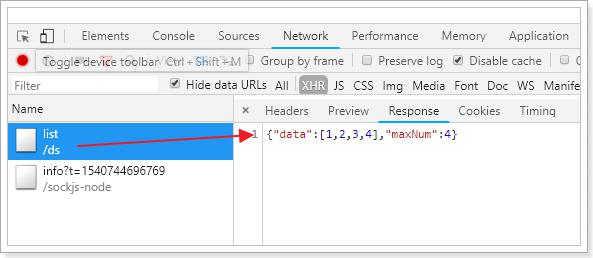 Elements Console Sources Network Performance Memory Application
Group by frame Preserve log Disable cache
Toggle device toolbar Ctrl + Shift + M
Filter Hide data URLs All XHR JS CSS Img Media Font Doc WS Manife
Name
× Headers Preview Response Cookies Timing
list
/ds
1 {"data":[1,2,3,4],"maxNum":4}
info?t=1540744696769
/sockjs-node